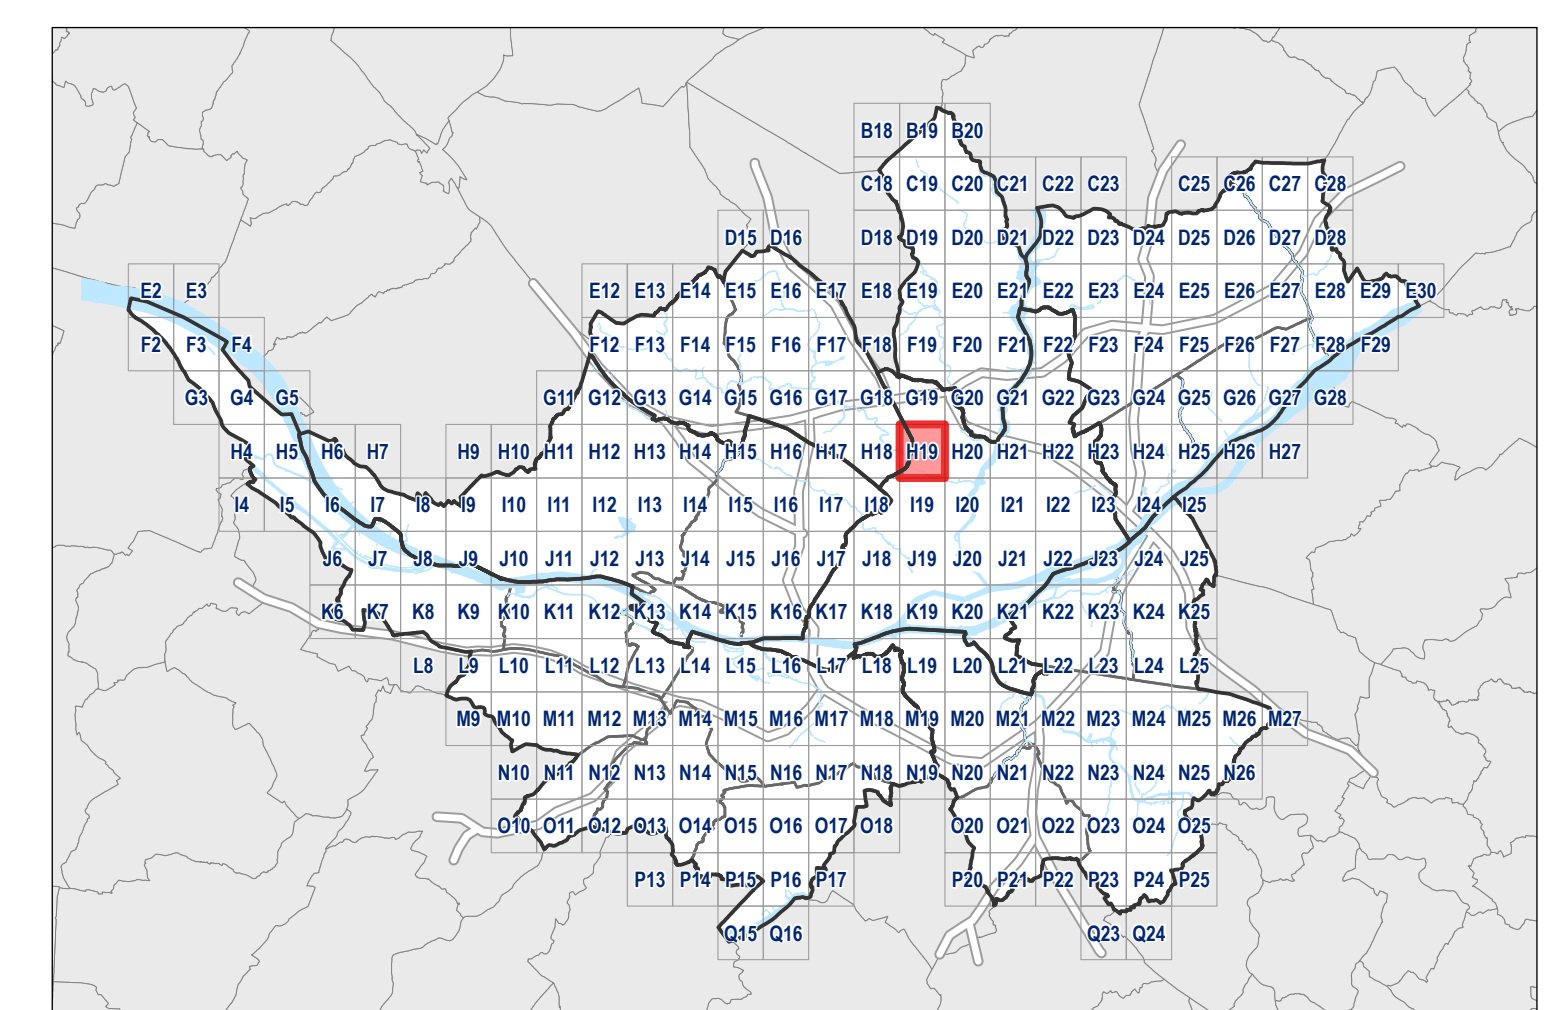 B18 B19 B20
C18 C19 C20 C21 C22 C23 C25 C26 C27 C28
D15 D16 D18 D19 D20 D21 D22 D23 D24 D25 D26 D27 D28
E2 E3 E12 E13 E14 E15 E16 E17 E18 E19 E20 E21 E22 E23 E24 E25 E26 E27 E28 E29 E30
F2 F3 F4 F12 F13 F14 F15 F16 F17 F18 F19 F20 F21 F22 F23 F24 F25 F26 F27 F28 F29
G3 G4 G5 G11 G12 G13 G14 G15 G16 G17 G18 G19 G20 G21 G22 G23 G24 G25 G26 G27 G28
H4 H5 H6 H7 H9 H10 H11 H12 H13 H14 H15 H16 H17 H18 H19 H20 H21 H22 H23 H24 H25 H26 H27
I4 I5 I6 I7 I8 I9 I10 I11 I12 I13 I14 I15 I16 I17 I18 I19 I20 I21 I22 I23 I24 I25
J6 J7 J8 J9 J10 J11 J12 J13 J14 J15 J16 J17 J18 J19 J20 J21 J22 J23 J24 J25
K6 K7 K8 K9 K10 K11 K12 K13 K14 K15 K16 K17 K18 K19 K20 K21 K22 K23 K24 K25
L8 L9 L10 L11 L12 L13 L14 L15 L16 L17 L18 L19 L20 L21 L22 L23 L24 L25
M9 M10 M11 M12 M13 M14 M15 M16 M17 M18 M19 M20 M21 M22 M23 M24 M25 M26 M27
N10 N11 N12 N13 N14 N15 N16 N17 N18 N19 N20 N21 N22 N23 N24 N25 N26
O10 O11 O12 O13 O14 O15 O16 O17 O18 O20 O21 O22 O23 O24 O25
P13 P14 P15 P16 P17 P20 P21 P22 P23 P24 P25
Q15 Q16 Q23 Q24